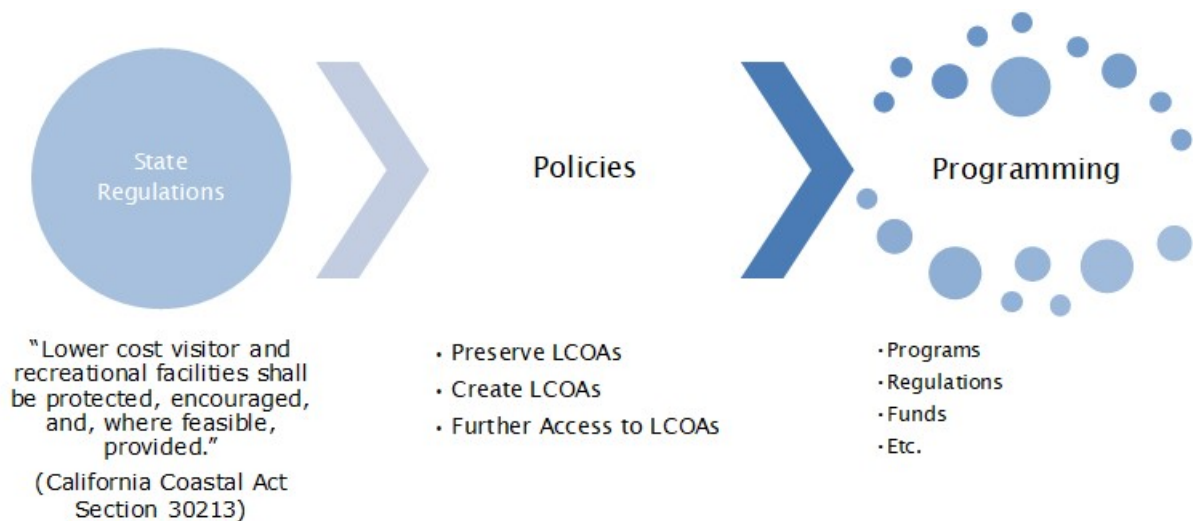 State
Regulations
Policies
Programming
“Lower cost visitor and
recreational facilities shall
be protected, encouraged,
and, where feasible,
provided.”
(California Coastal Act
Section 30213)
• Preserve LCOAs
• Create LCOAs
• Further Access to LCOAs
•Programs
•Regulations
•Funds
•Etc.